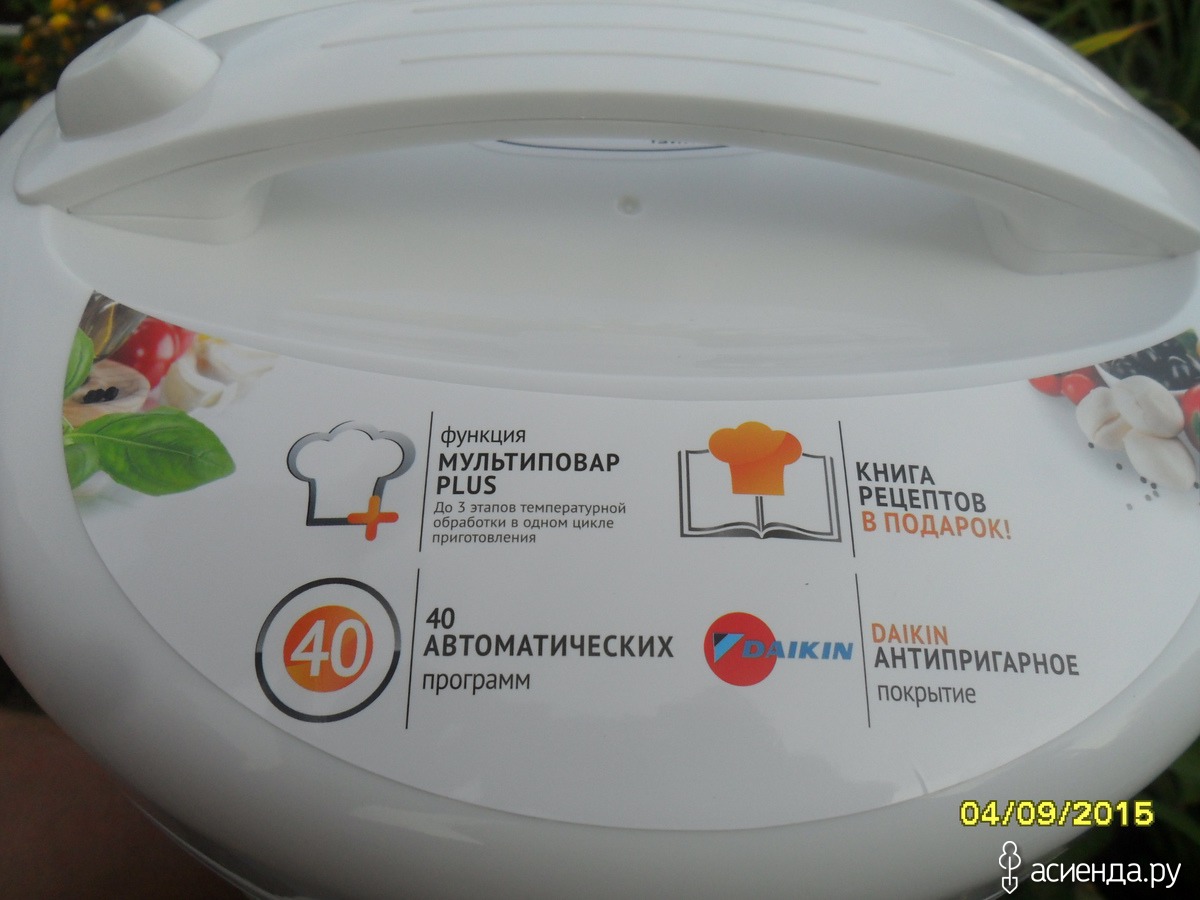 функция
МУЛЬТИПОВАР
PLUS
До 3 этапов температурной
обработки в одном цикле
приготовления
КНИГА
РЕЦЕПТОВ
В ПОДАРОК!
40
40
АВТОМАТИЧЕСКИХ
программ
DAIKIN
DAIKIN
АНТИПРИГАРНОЕ
покрытие
04/09/2015
асиенда.ру